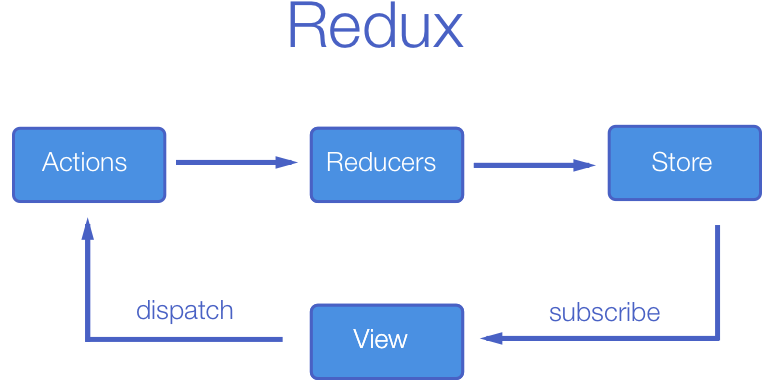 Redux
Actions
Reducers
Store
dispatch
View
subscribe